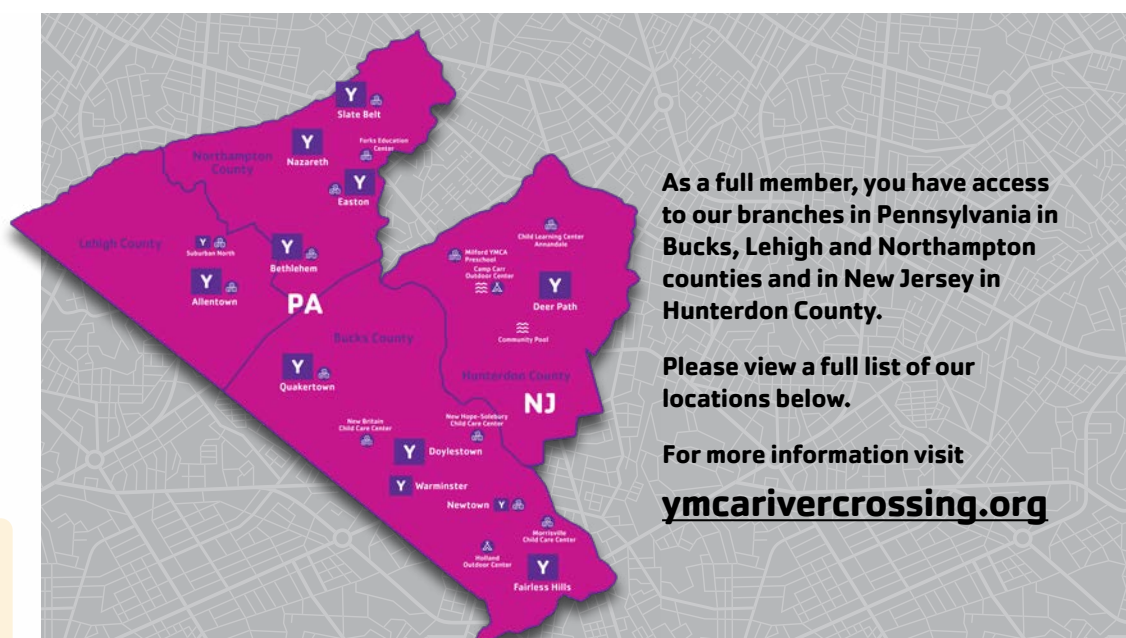 Y
Slate Belt
Y
Nazareth
Forks Education
Center
Northampton
County
Y
Easton
Lehigh County
Y
Suburban North
Y
Bethlehem
Y
Allentown
PA
Child Learning Center
Annandale
Milford YMCA
Preschool
Camp Carr
Outdoor Center
Y
Deer Path
Community Pool
Bucks County
Hunterdon County
NJ
Y
Quakertown
New Britain
Child Care Center
New Hope-Solebury
Child Care Center
Y
Doylestown
Y
Warminster
Newtown Y
Morrisville
Child Care Center
Holland
Outdoor Center
Y
Fairless Hills
As a full member, you have access
to our branches in Pennsylvania in
Bucks, Lehigh and Northampton
counties and in New Jersey in
Hunterdon County.
Please view a full list of our
locations below.
For more information visit
ymcarivercrossing.org